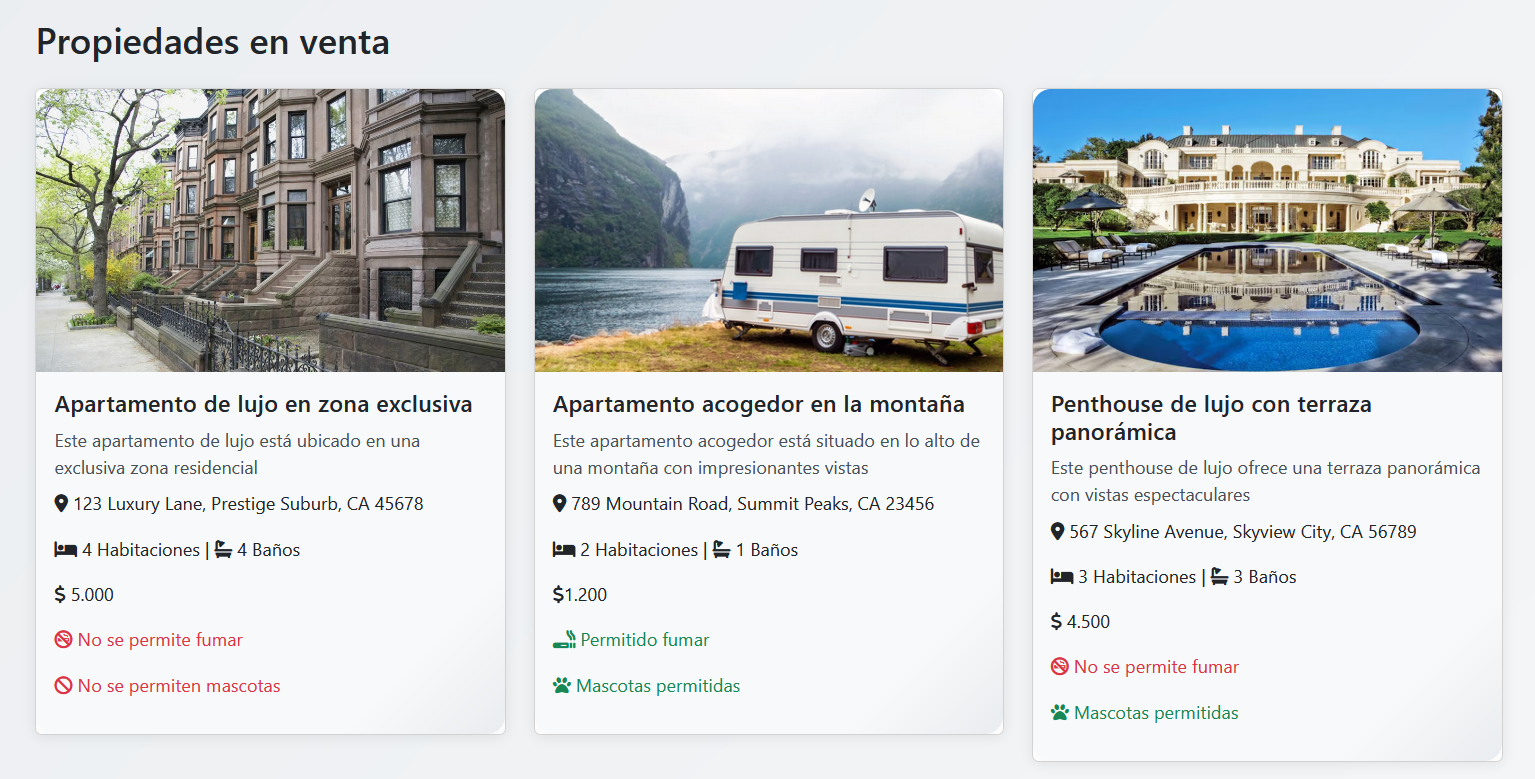 Propiedades en venta
Apartamento de lujo en zona exclusiva
Este apartamento de lujo está ubicado en una
exclusiva zona residencial
123 Luxury Lane, Prestige Suburb, CA 45678
4 Habitaciones | 4 Baños
$ 5.000
No se permite fumar
No se permiten mascotas
Apartamento acogedor en la montaña
Este apartamento acogedor está situado en lo alto de
una montaña con impresionantes vistas
789 Mountain Road, Summit Peaks, CA 23456
2 Habitaciones | 1 Baños
$1.200
Permitido fumar
Mascotas permitidas
Penthouse de lujo con terraza
panorámica
Este penthouse de lujo ofrece una terraza panorámica
con vistas espectaculares
567 Skyline Avenue, Skyview City, CA 56789
3 Habitaciones | 3 Baños
$ 4.500
No se permite fumar
Mascotas permitidas